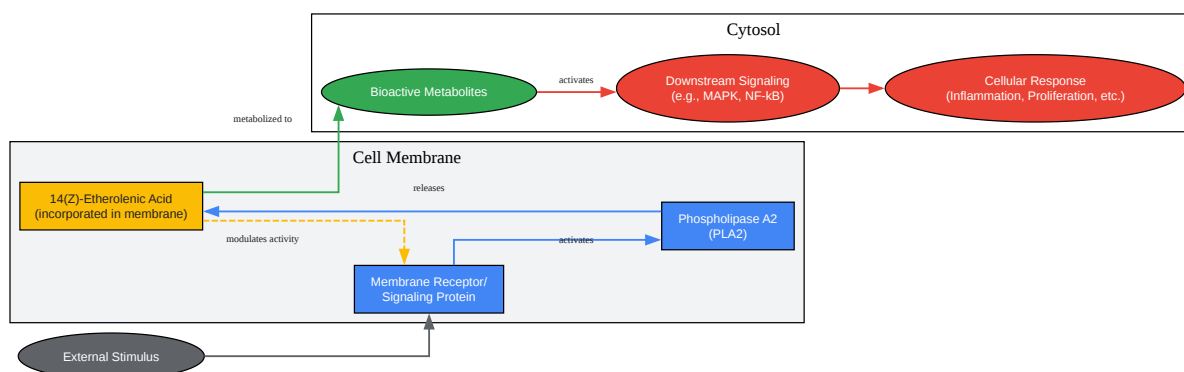 Cytosol
Bioactive Metabolites
activates
Downstream Signaling
(e.g., MAPK, NF-kB)
Cellular Response
(Inflammation, Proliferation, etc.)
metabolized to
Cell Membrane
14(Z)-Etherolenic Acid
(incorporated in membrane)
releases
Phospholipase A2
(PLA2)
modulates activity
activates
Membrane Receptor/
Signaling Protein
External Stimulus